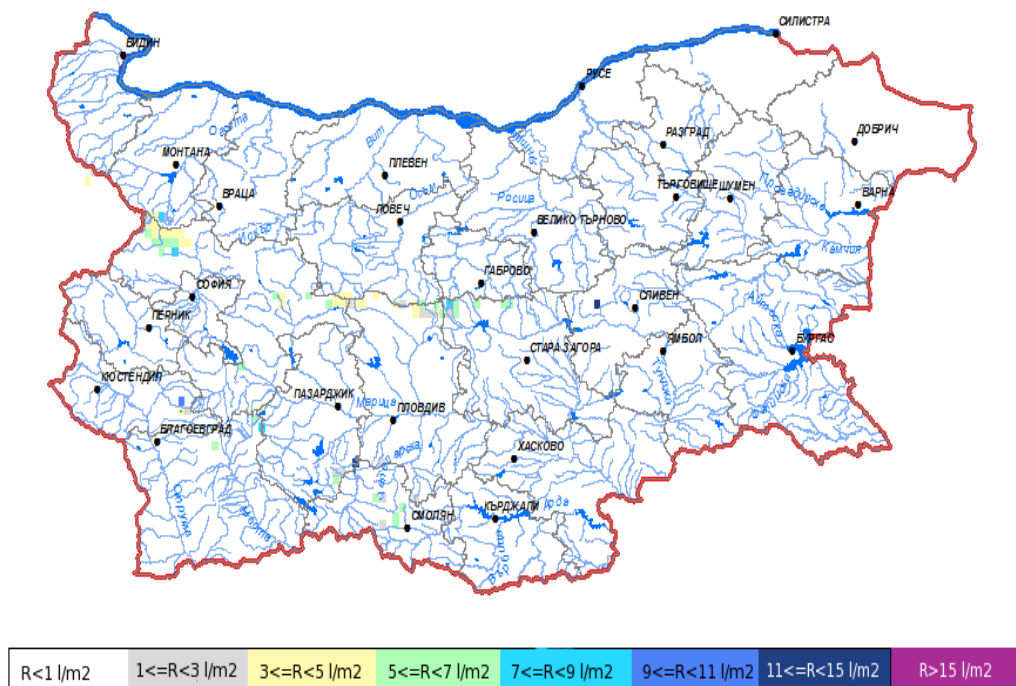 СИЛИСТРА
ВИДИН
РУСЕ
Огоста
Вит
РАЗГРАД
ДОБРИЧ
МОНТАНА
ПЛЕВЕН
ВРАЦА
Росица
ТЪРГОВИЩЕ ШУМЕН
Провадийска
ВАРНА
ЛОВЕЧ
ВЕЛИКО ТЪРНОВО
Искър
Камчия
ГАБРОВО
СОФИЯ
СЛИВЕН
ПЕРНИК
СТАРА ЗАГОРА
ЯМБОЛ
БУРГАС
КЮСТЕНДИЛ
ПАЗАРДЖИК
Марица
ПЛОВДИВ
Тунджа
БЛАГОЕВГРАД
ХАСКОВО
КЪРДЖАЛИ
СМОЛЯН
Струма
Места
Върбица
R<1 l/m2 1<=R<3 l/m2 3<=R<5 l/m2 5<=R<7 l/m2 7<=R<9 l/m2 9<=R<11 l/m2 11<=R<15 l/m2 R>15 l/m2